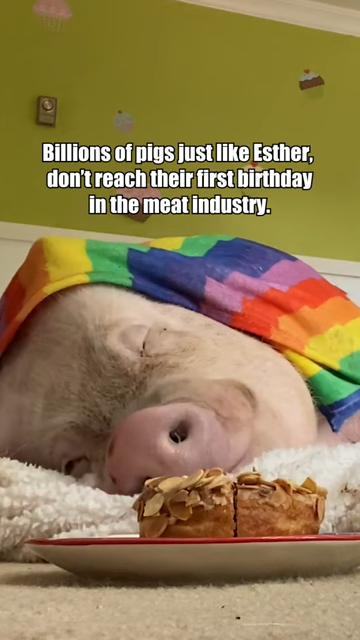 Billions of pigs just like Esther,
don't reach their first birthday
in the meat industry.